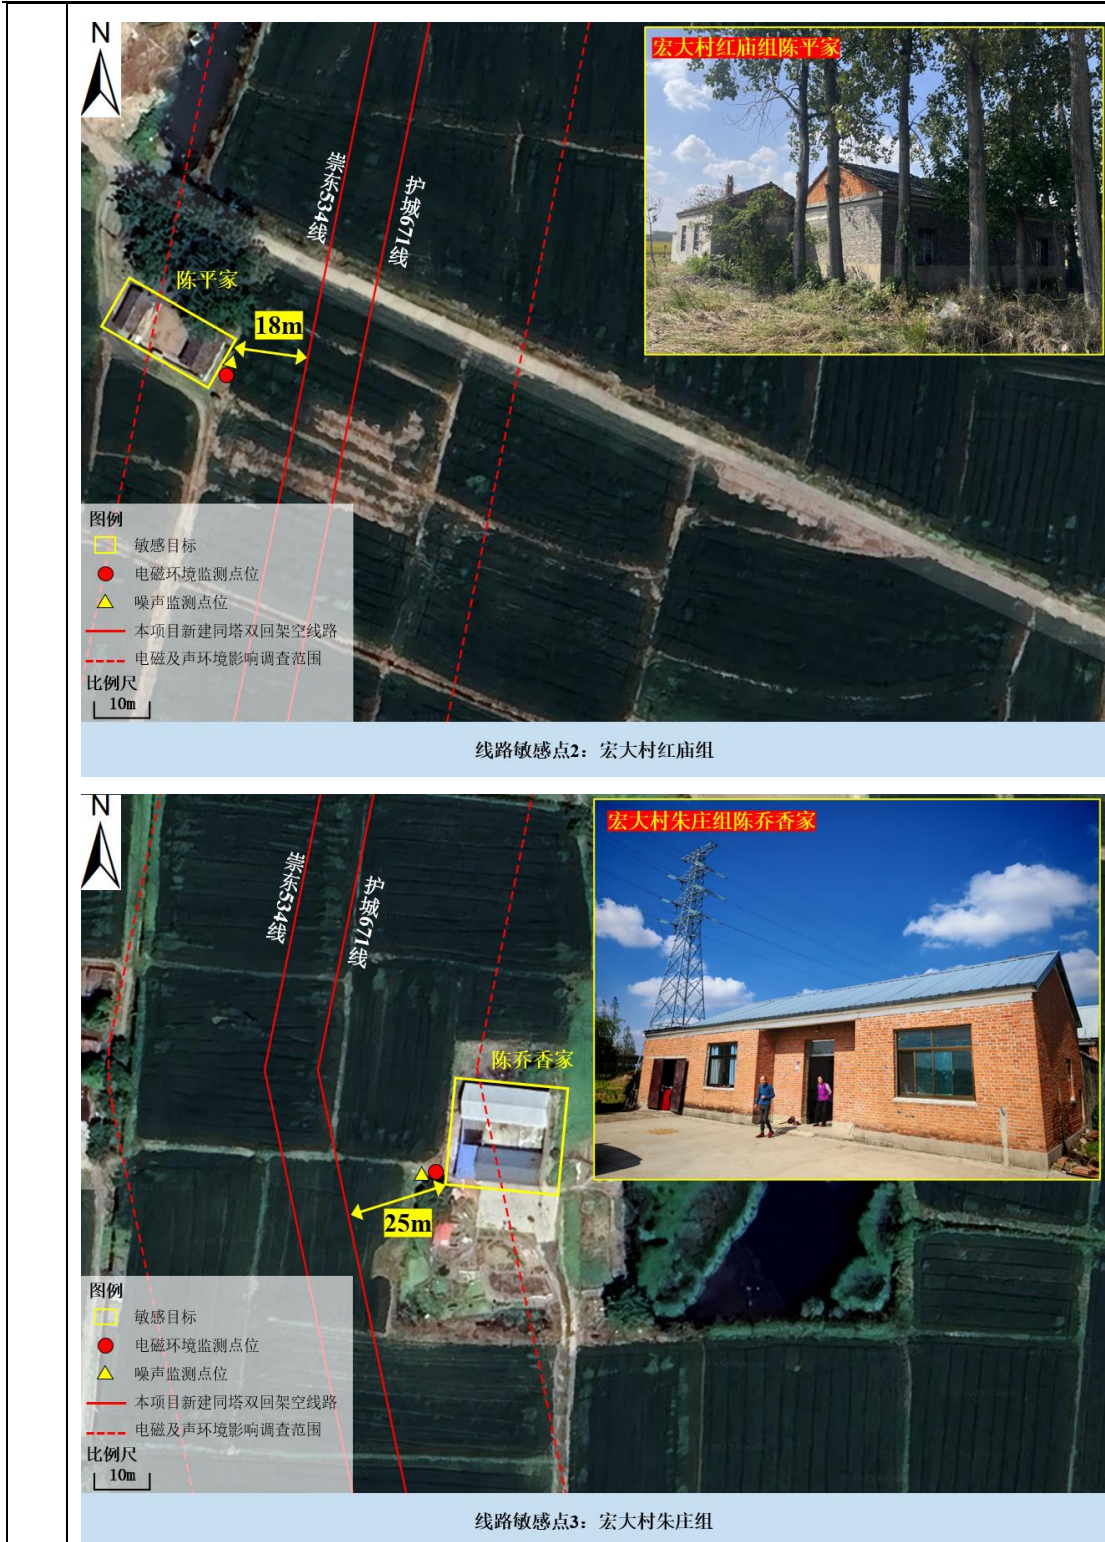 N
宏大村红庙组陈平家
崇东534线
护城671线
陈平家
18m
图例
敏感目标
电磁环境监测点位
噪声监测点位
本项目新建同塔双回架空线路
电磁及声环境影响调查范围
比例尺
10m
线路敏感点2：宏大村红庙组
N
宏大村朱庄组陈乔香家
崇东534线
护城671线
陈乔香家
25m
图例
敏感目标
电磁环境监测点位
噪声监测点位
本项目新建同塔双回架空线路
电磁及声环境影响调查范围
比例尺
10m
线路敏感点3：宏大村朱庄组